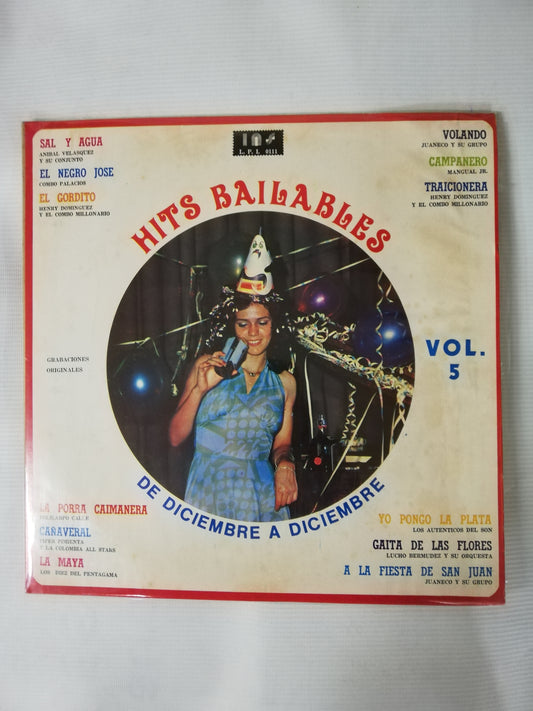 INS
L. P. I. 0111
SAL Y AGUA
ANIBAL VELASQUEZ
Y SU CONJUNTO
EL NEGRO JOSE
COMBO PALACIOS
EL GORDITO
HENRY DOMINGUEZ
Y EL COMBO MILLONARIO
VOLANDO
JUANECO Y SU GRUPO
CAMPANERO
MANGUAL JR.
TRAICIONERA
HENRY DOMINGUEZ
Y EL COMBO MILLONARIO
HITS BAILABLES
GRABACIONES
ORIGINALES
VOL.
5
DE DICIEMBRE A DICIEMBRE
LA PORRA CAIMANERA
CALLE
CAÑAVERAL
PIPER PIMIENTA
Y LA COLOMBIA ALL STARS
LA MAYA
LOS DIEZ DEL PENTAGAMA
YO PONGO LA PLATA
LOS AUTENTICOS DEL SON
GAITA DE LAS FLORES
LUCHO BERMUDEZ Y SU ORQUESTA
A LA FIESTA DE SAN JUAN
JUANECO Y SU GRUPO